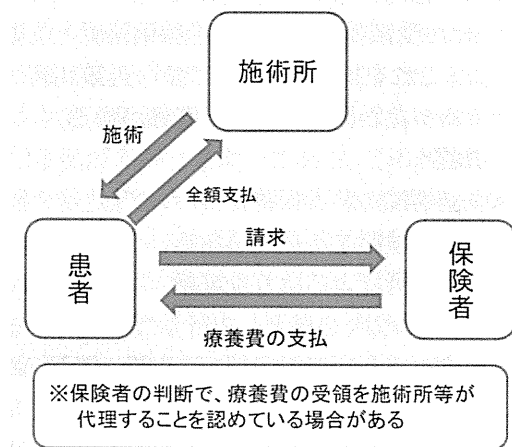 施術所
施術
全額支払
請求
患者
保険者
療養費の支払
※保険者の判断で、療養費の受領を施術所等が
代理することを認めている場合がある